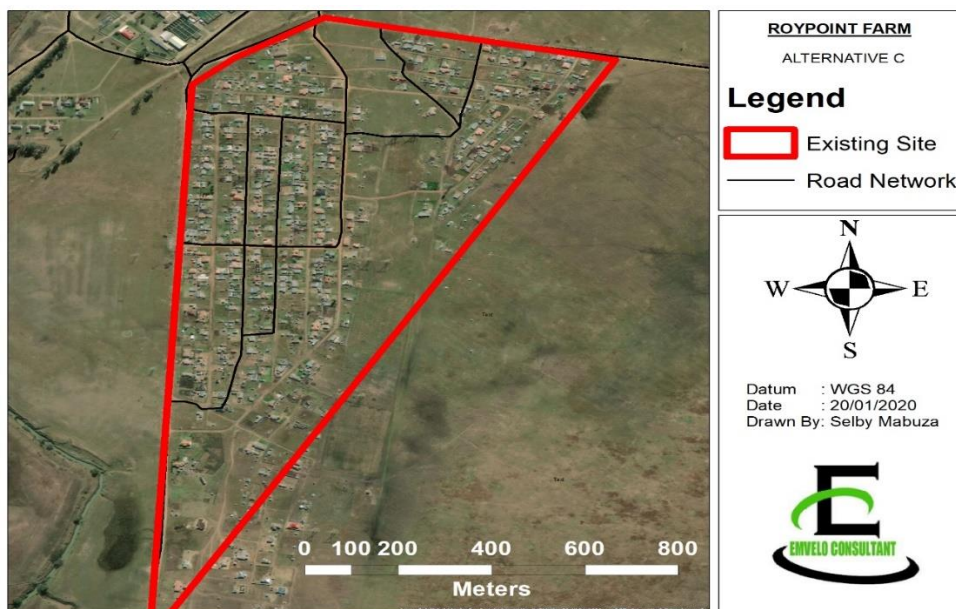 ROYPOINT FARM
ALTERNATIVE C
Legend
Existing Site
Road Network
N
W E
S
Datum : WGS 84
Date : 20/01/2020
Drawn By: Selby Mabuza
E
EMVELO CONSULTANT
0 100 200 400 600 800
Meters